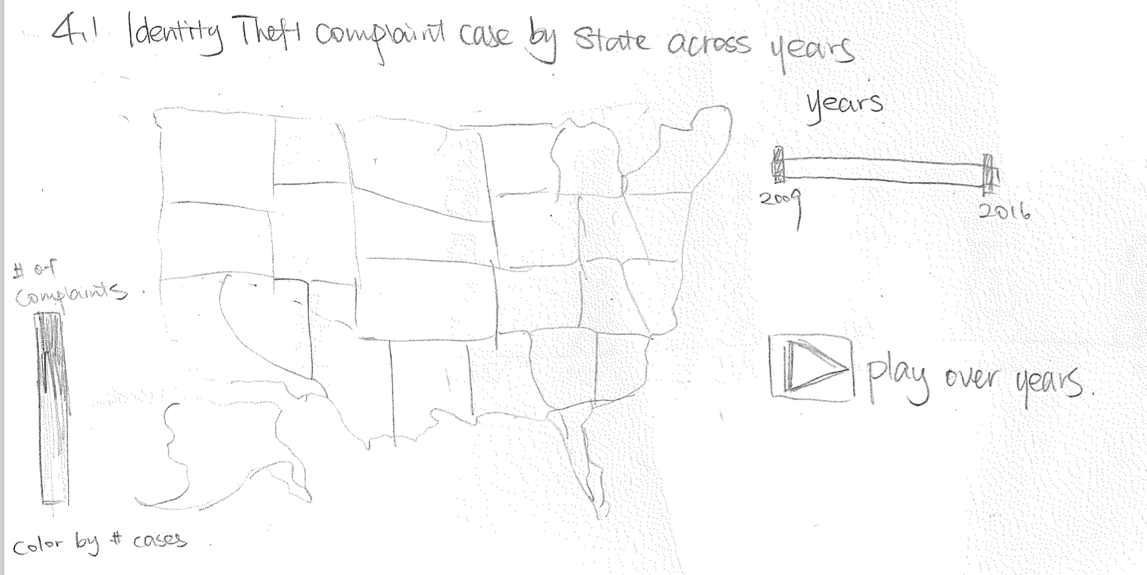 4.1 Identity Theft complaint case by state across years
years
2009
2016
# of
complaints
play over years.
color by # cases